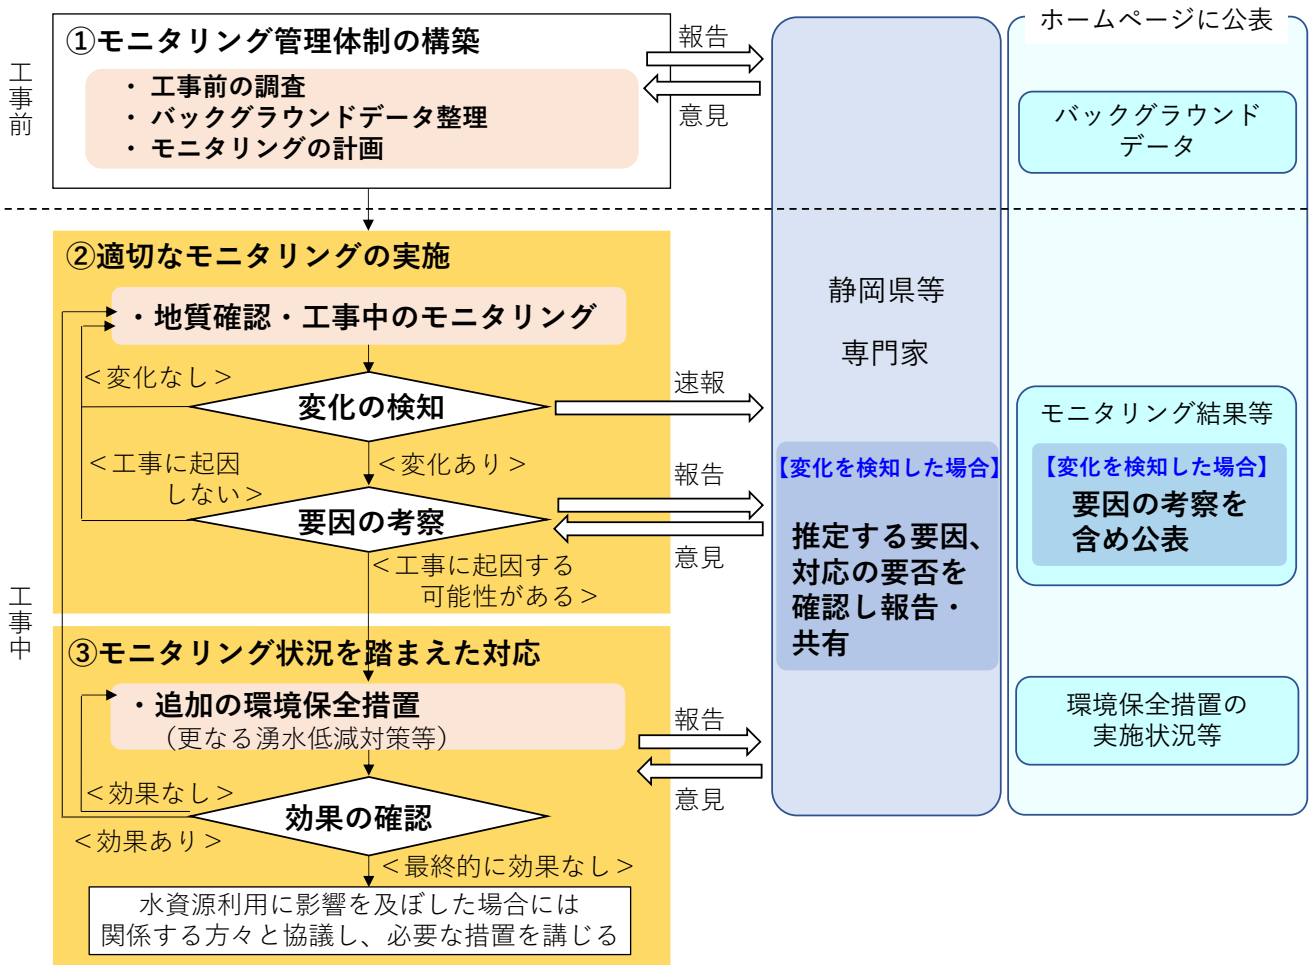 工事前
①モニタリング管理体制の構築
・ 工事前の調査
・ バックグラウンドデータ整理
・ モニタリングの計画
報告
意見
ホームページに公表
バックグラウンド
データ
工事中
②適切なモニタリングの実施
・地質確認・工事中のモニタリング
＜変化なし＞
変化の検知
速報
＜変化あり＞
＜工事に起因
しない＞
要因の考察
報告
意見
＜工事に起因する
可能性がある＞
静岡県等
専門家
【変化を検知した場合】
推定する要因、
対応の要否を
確認し報告・
共有
モニタリング結果等
【変化を検知した場合】
要因の考察を
含め公表
③モニタリング状況を踏まえた対応
・追加の環境保全措置
（更なる湧水低減対策等）
報告
意見
＜効果なし＞
効果の確認
＜効果あり＞
＜最終的に効果なし＞
水資源利用に影響を及ぼした場合には
関係する方々と協議し、必要な措置を講じる
環境保全措置の
実施状況等